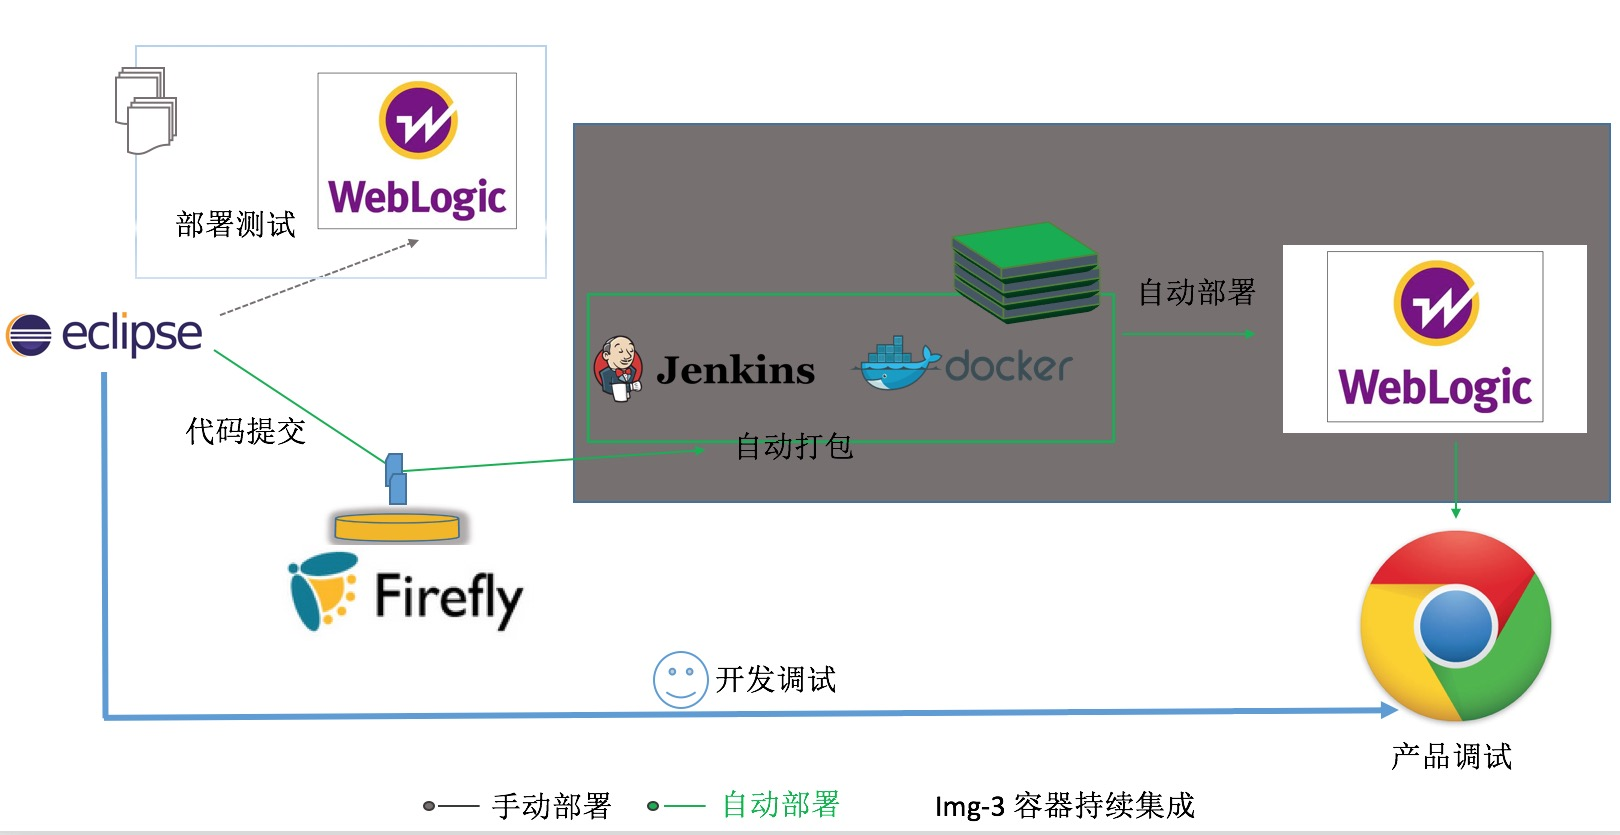 WebLogic
部署测试
eclipse
代码提交
Firefly
Jenkins
docker
自动打包
自动部署
WebLogic
开发调试
产品调试
手动部署
自动部署
Img-3 容器持续集成